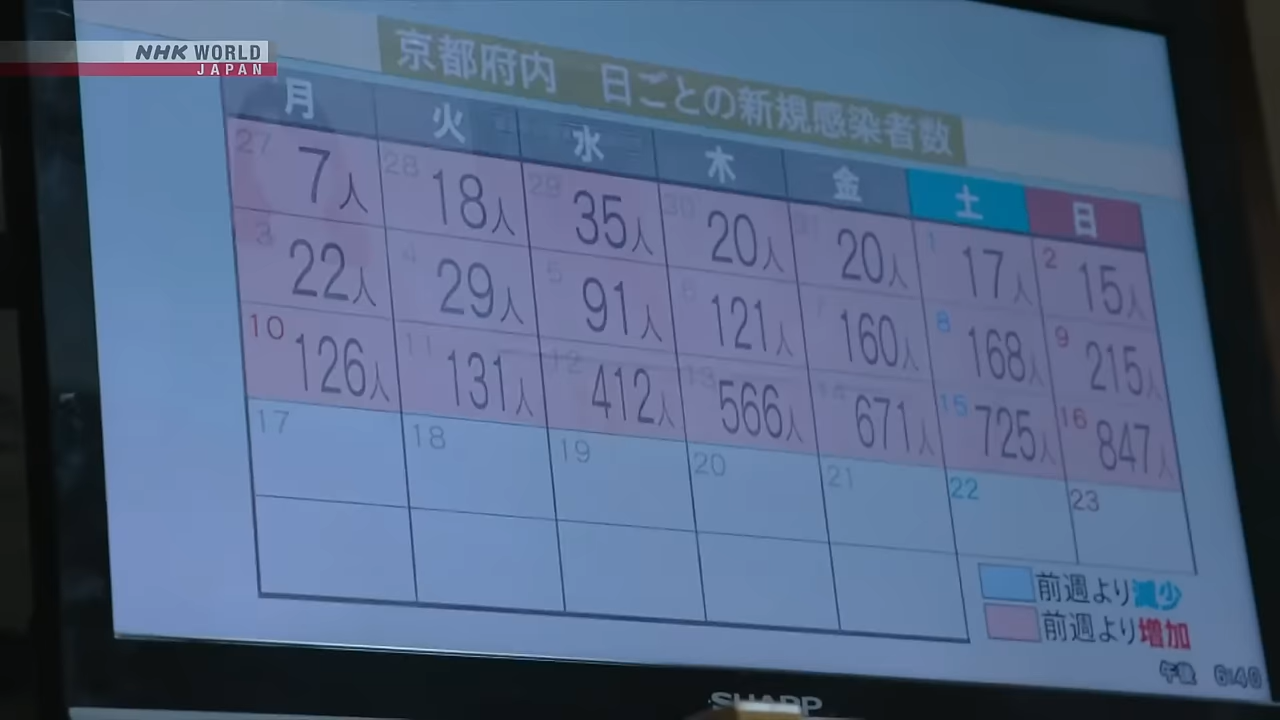 NHK WORLD
JAPAN
京都府内 日ごとの新規感染者数
月 火 水 木 金 土 日
27 28 29 30 31 1 2
7人 18人 35人 20人 20人 17人 15人
3 4 5 6 7 8 9
22人 29人 91人 121人 160人 168人 215人
10 11 12 13 14 15 16
126人 131人 412人 566人 671人 725人 847人
17 18 19 20 21 22 23
前週より減少
前週より増加
午後 6:40
SHARP